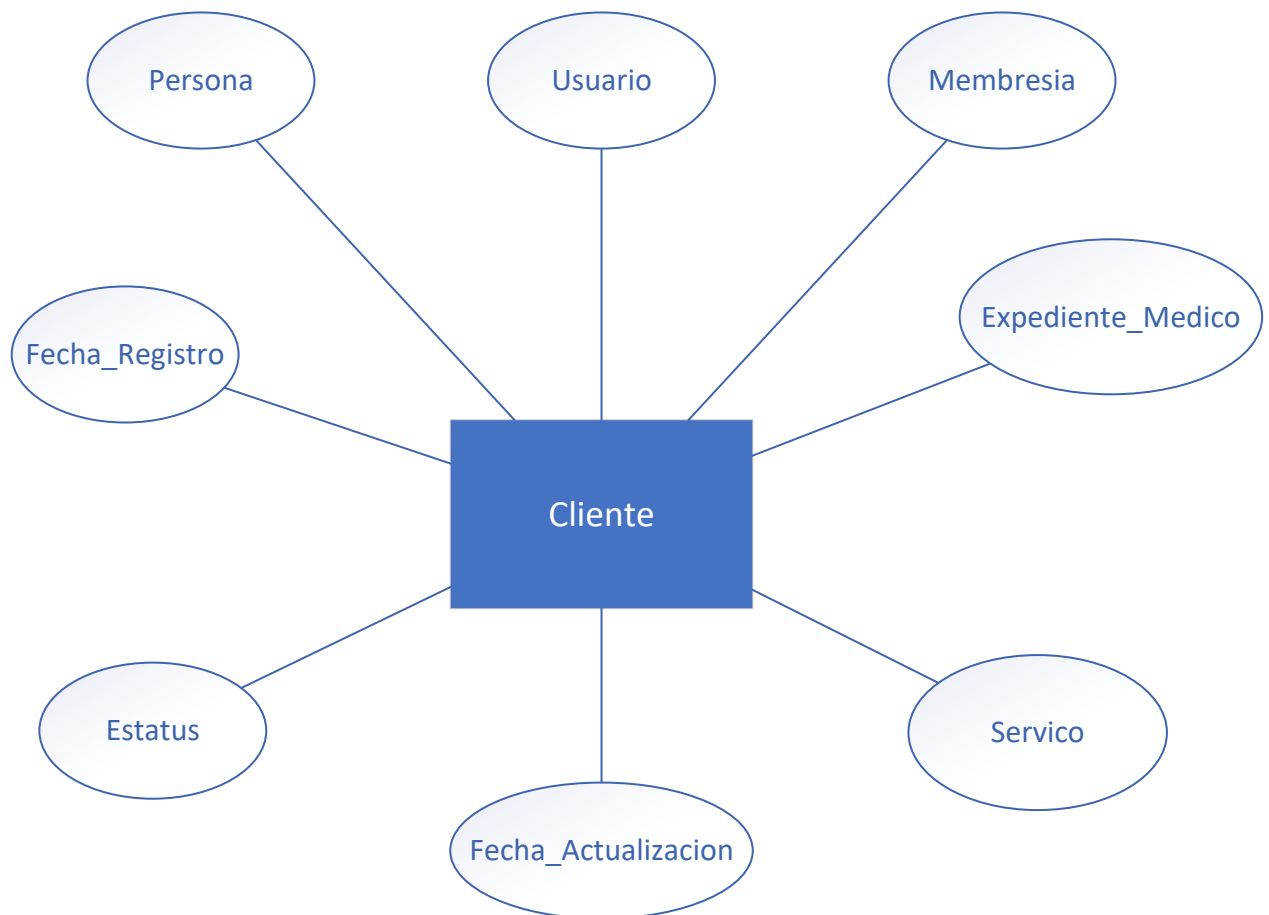 Persona
Usuario
Membresia
Expediente_Medico
Fecha_Registro
Cliente
Estatus
Servico
Fecha_Actualizacion